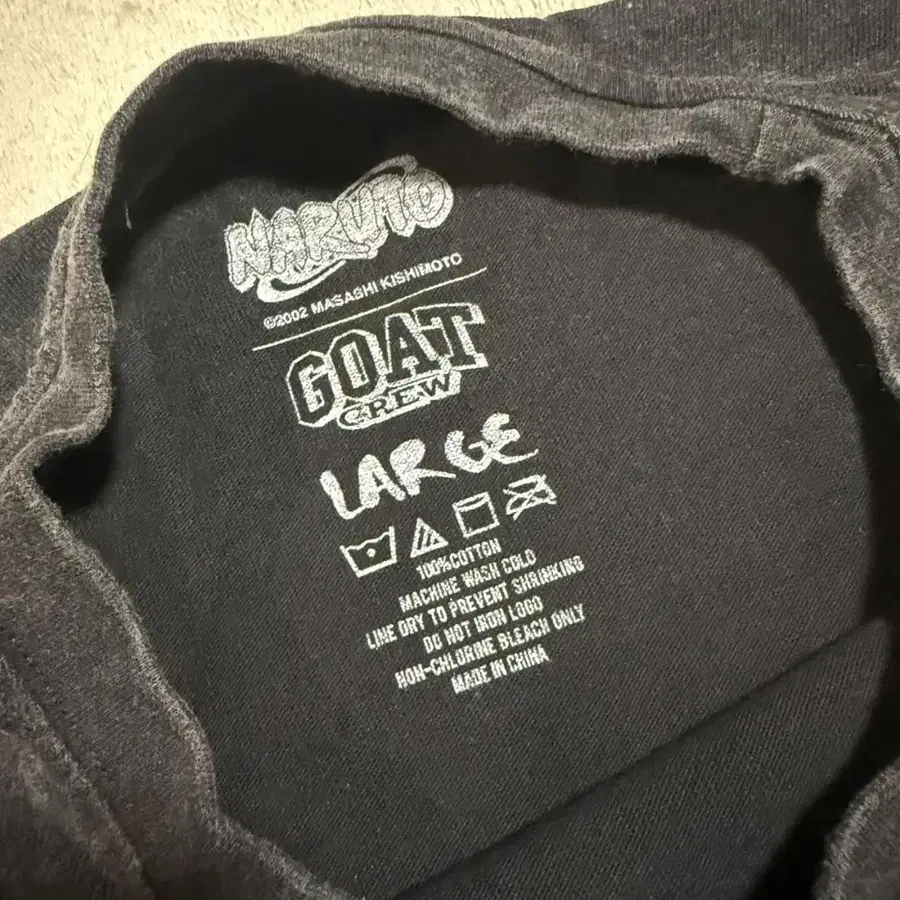 NARUTO
©2002 MASASHI KISHIMOTO
GOAT
CREW
LARGE
100%COTTON
MACHINE WASH COLD
LINE DRY TO PREVENT SHRINKING
DO NOT IRON LOGO
NON-CHLORINE BLEACH ONLY
MADE IN CHINA